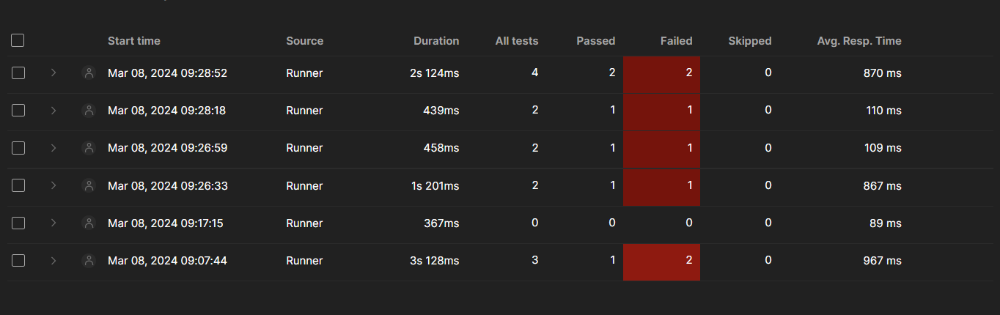 Start time Source Duration All tests Passed Failed Skipped Avg. Resp. Time
Mar 08, 2024 09:28:52 Runner 2s 124ms 4 2 2 0 870 ms
Mar 08, 2024 09:28:18 Runner 439ms 2 1 1 0 110 ms
Mar 08, 2024 09:26:59 Runner 458ms 2 1 1 0 109 ms
Mar 08, 2024 09:26:33 Runner 1s 201ms 2 1 1 0 867 ms
Mar 08, 2024 09:17:15 Runner 367ms 0 0 0 0 89 ms
Mar 08, 2024 09:07:44 Runner 3s 128ms 3 1 2 0 967 ms